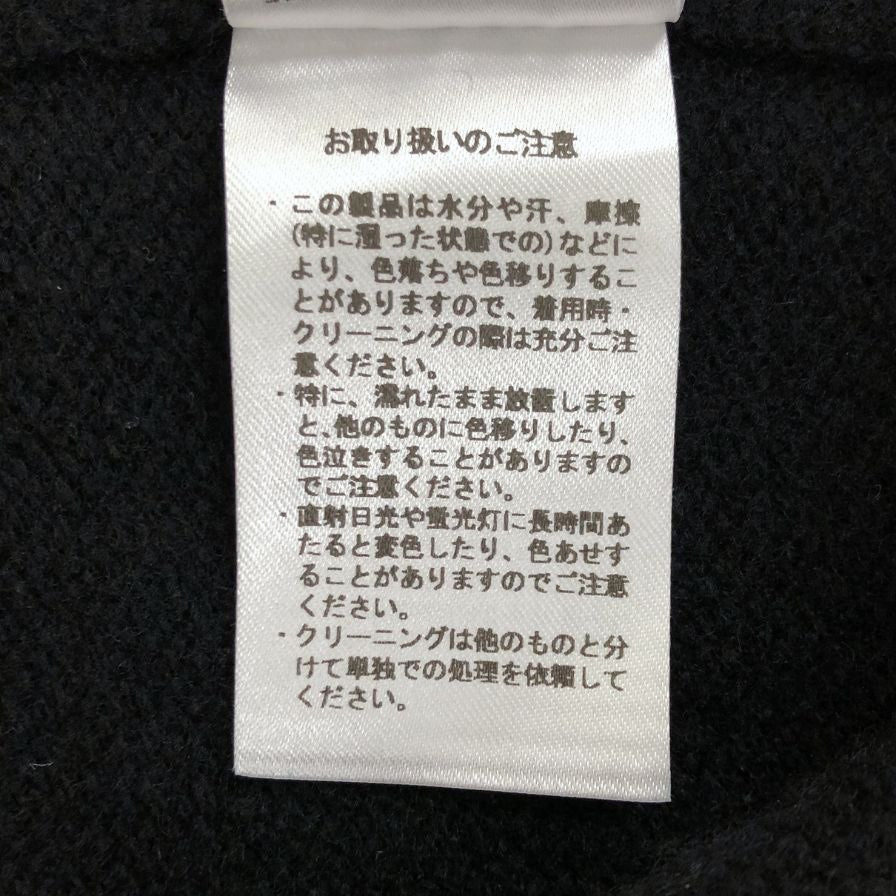 お取り扱いのご注意
・この製品は水分や汗、摩擦
(特に湿った状態での)などに
より、色落ちや色移りするこ
とがありますので、着用時・
クリーニングの際は充分ご注
意ください。
・特に、濡れたまま放置します
と、他のものに色移りしたり、
色泣きすることがありますの
でご注意ください。
・直射日光や蛍光灯に長時間あ
たると変色したり、色あせす
ることがありますのでご注意
ください。
・クリーニングは他のものと分
けて単独での処理を依頼して
ください。